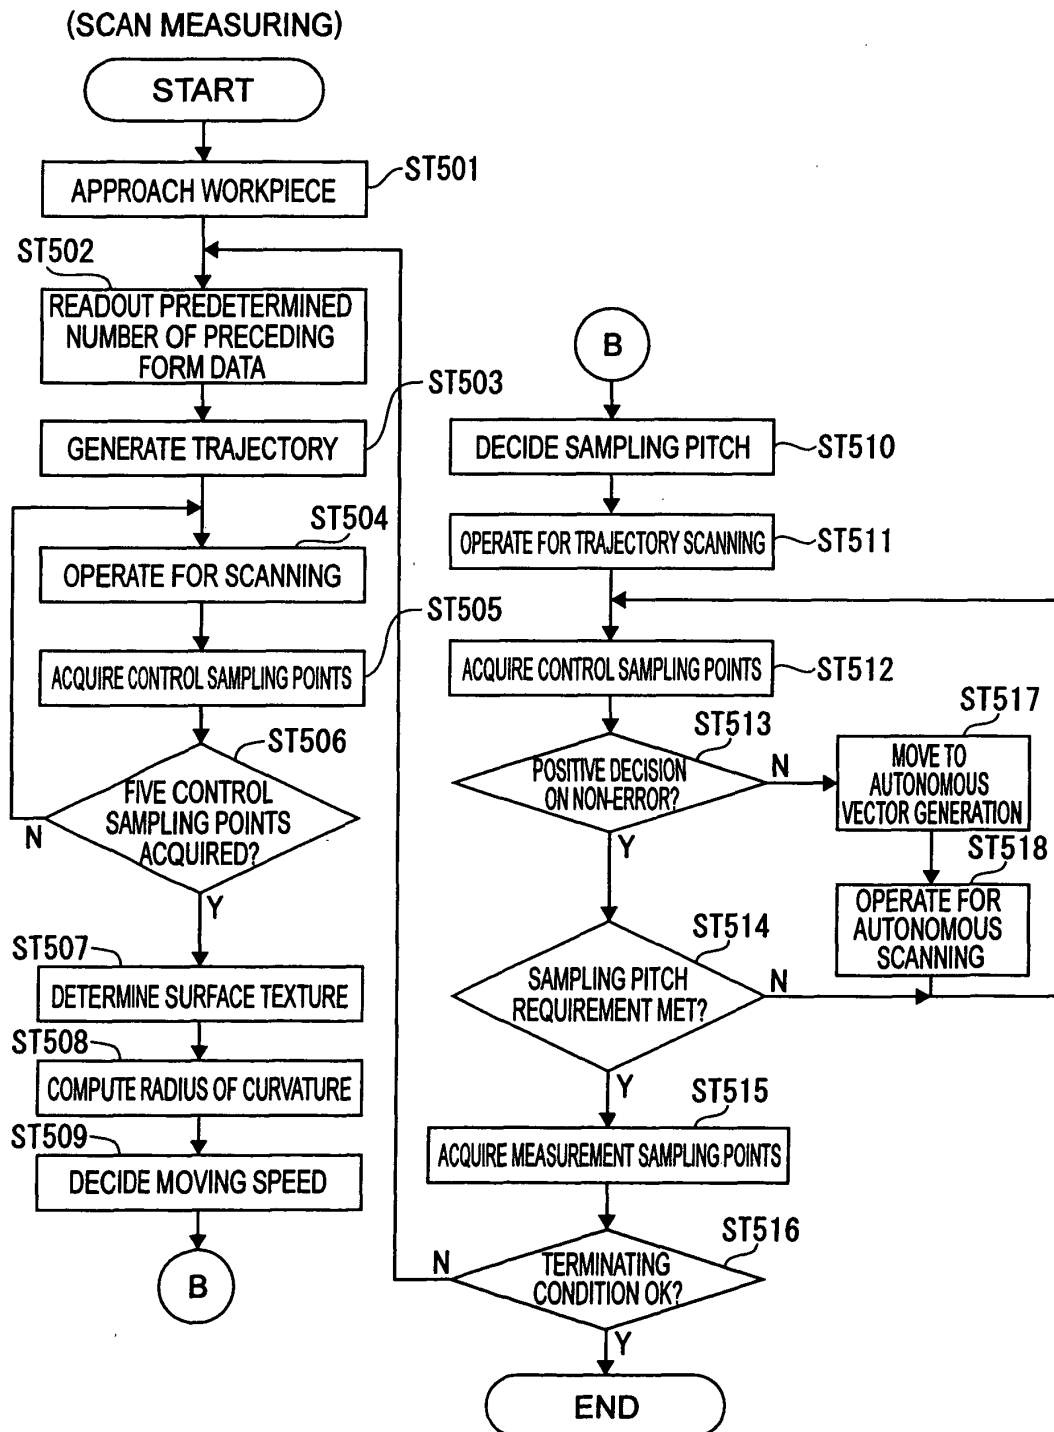 (SCAN MEASURING)
START
APPROACH WORKPIECE
ST501
ST502
READOUT PREDETERMINED
NUMBER OF PRECEDING
FORM DATA
ST503
GENERATE TRAJECTORY
ST504
OPERATE FOR SCANNING
ST505
ACQUIRE CONTROL SAMPLING POINTS
ST506
FIVE CONTROL
SAMPLING POINTS
ACQUIRED?
N
Y
ST507
DETERMINE SURFACE TEXTURE
ST508
COMPUTE RADIUS OF CURVATURE
ST509
DECIDE MOVING SPEED
B
B
DECIDE SAMPLING PITCH
ST510
OPERATE FOR TRAJECTORY SCANNING
ST511
ACQUIRE CONTROL SAMPLING POINTS
ST512
ST513
POSITIVE DECISION
ON NON-ERROR?
N
Y
ST517
MOVE TO
AUTONOMOUS
VECTOR GENERATION
ST518
OPERATE FOR
AUTONOMOUS
SCANNING
ST514
SAMPLING PITCH
REQUIREMENT MET?
N
Y
ST515
ACQUIRE MEASUREMENT SAMPLING POINTS
ST516
TERMINATING
CONDITION OK?
N
Y
END